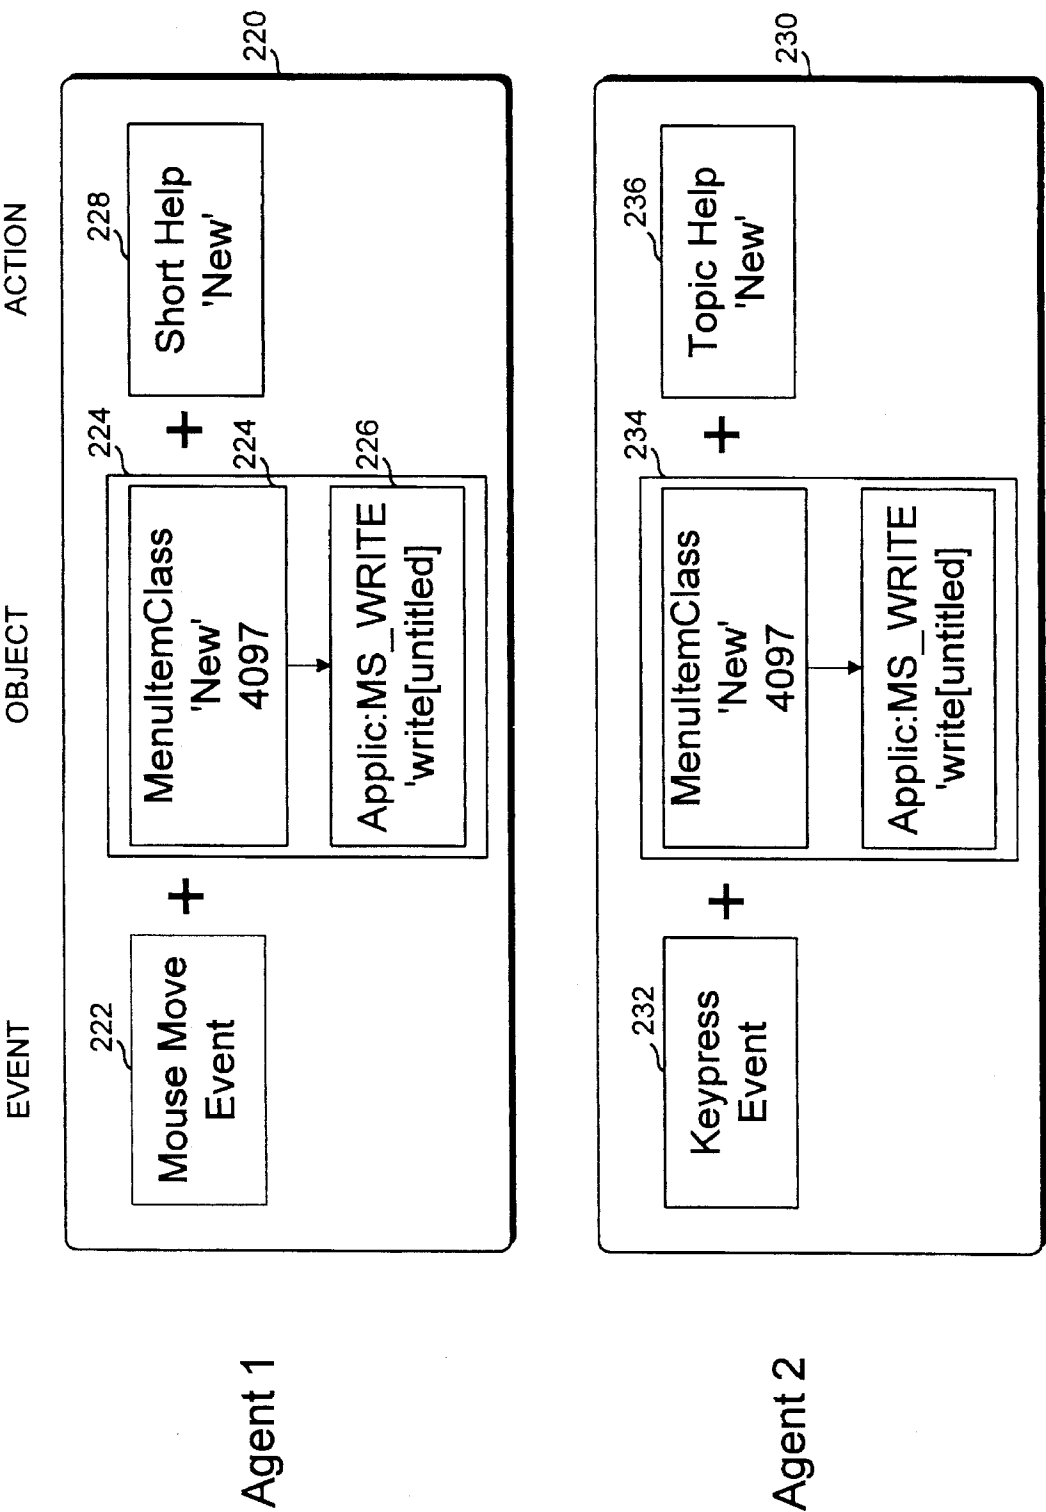 EVENT
OBJECT
ACTION
Agent 1
220
222
Mouse Move
Event
+
224
MenuItemClass
'New'
4097
224
Applic:MS_WRITE
'write[untitled]
226
+
228
Short Help
'New'
Agent 2
230
232
Keypress
Event
+
234
MenuItemClass
'New'
4097
Applic:MS_WRITE
'write[untitled]
+
236
Topic Help
'New'